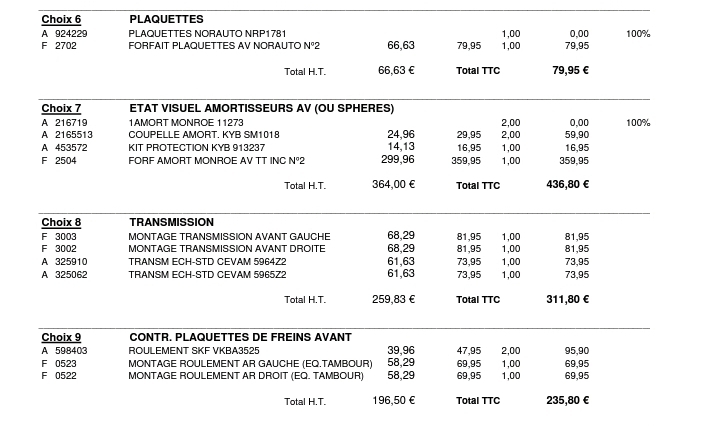 Choix 6 PLAQUETTES
A 924229 PLAQUETTES NORAUTO NRP1781 1,00 0,00 100%
F 2702 FORFAIT PLAQUETTES AV NORAUTO N°2 66,63 79,95 1,00 79,95
Total H.T. 66,63 € Total TTC 79,95 €
Choix 7 ETAT VISUEL AMORTISSEURS AV (OU SPHERES)
A 216719 1AMORT MONROE 11273 2,00 0,00 100%
A 2165513 COUPELLE AMORT. KYB SM1018 24,96 29,95 2,00 59,90
A 453572 KIT PROTECTION KYB 913237 14,13 16,95 1,00 16,95
F 2504 FORF AMORT MONROE AV TT INC N°2 299,96 359,95 1,00 359,95
Total H.T. 364,00 € Total TTC 436,80 €
Choix 8 TRANSMISSION
F 3003 MONTAGE TRANSMISSION AVANT GAUCHE 68,29 81,95 1,00 81,95
F 3002 MONTAGE TRANSMISSION AVANT DROITE 68,29 81,95 1,00 81,95
A 325910 TRANSM ECH-STD CEVAM 5964Z2 61,63 73,95 1,00 73,95
A 325062 TRANSM ECH-STD CEVAM 5965Z2 61,63 73,95 1,00 73,95
Total H.T. 259,83 € Total TTC 311,80 €
Choix 9 CONTR. PLAQUETTES DE FREINS AVANT
A 598403 ROULEMENT SKF VKBA3525 39,96 47,95 2,00 95,90
F 0523 MONTAGE ROULEMENT AR GAUCHE (EQ.TAMBOUR) 58,29 69,95 1,00 69,95
F 0522 MONTAGE ROULEMENT AR DROIT (EQ. TAMBOUR) 58,29 69,95 1,00 69,95
Total H.T. 196,50 € Total TTC 235,80 €